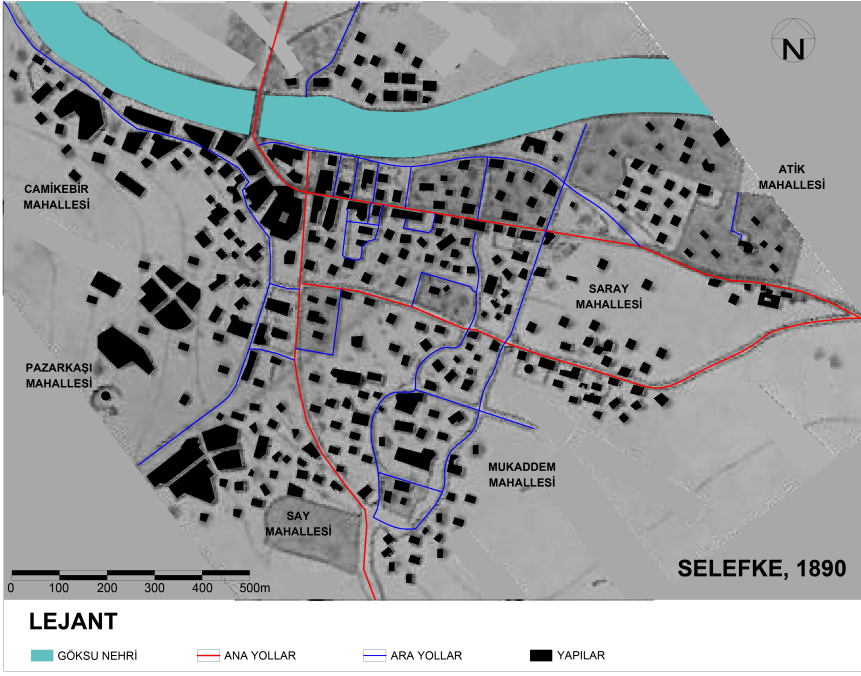 N
ATİK
MAHALLESİ
CAMİKEBİR
MAHALLESİ
SARAY
MAHALLESİ
PAZARKAŞI
MAHALLESİ
MUKADDEM
MAHALLESİ
SAY
MAHALLESİ
SELEFKE, 1890
0 100 200 300 400 500m
LEJANT
GÖKSU NEHRİ ANA YOLLAR ARA YOLLAR YAPILAR